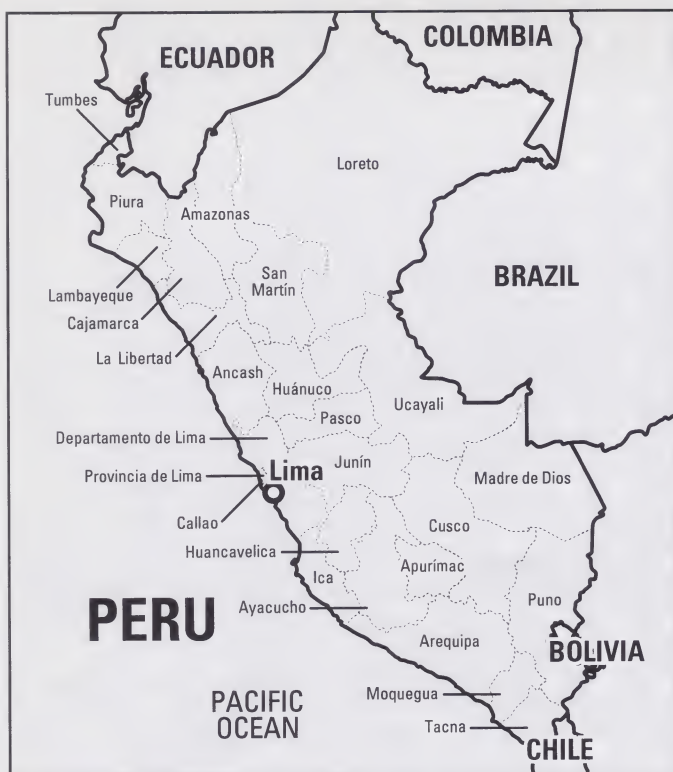 COLOMBIA
ECUADOR
Tumbes
Loreto
Piura
Amazonas
BRAZIL
San
Martín
Lambayeque
Cajamarca
La Libertad
Ancash
Huánuco
Ucayali
Pasco
Departamento de Lima
Junín
Lima
Provincia de Lima
Madre de Dios
Callao
Cusco
Huancavelica
Apurímac
Ica
Puno
Ayacucho
PERU
Arequipa
BOLIVIA
Moquegua
PACIFIC
OCEAN
Tacna
CHILE